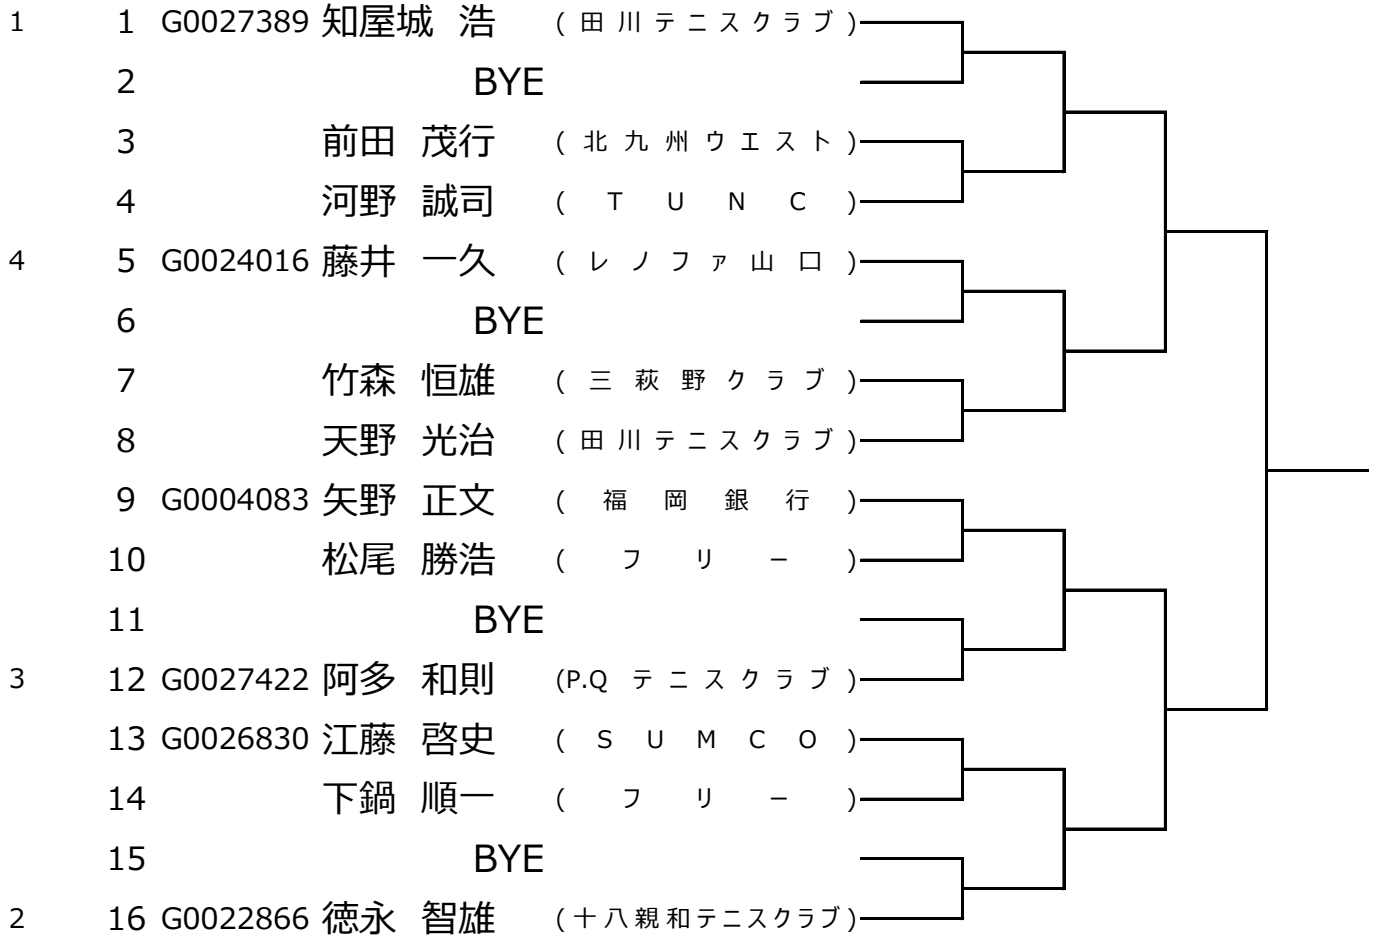 1 1 G0027389 知屋城 浩 (田川テニスクラブ)
2 BYE
3 前田 茂行 (北九州ウエスト)
4 河野 誠司 (TUNC)
4 5 G0024016 藤井 一久 (レノファ山口)
6 BYE
7 竹森 恒雄 (三萩野クラブ)
8 天野 光治 (田川テニスクラブ)
9 G0004083 矢野 正文 (福岡銀行)
10 松尾 勝浩 (フリー)
11 BYE
3 12 G0027422 阿多 和則 (P.Qテニスクラブ)
13 G0026830 江藤 啓史 (SUMCO)
14 下鍋 順一 (フリー)
15 BYE
2 16 G0022866 徳永 智雄 (十八親和テニスクラブ)